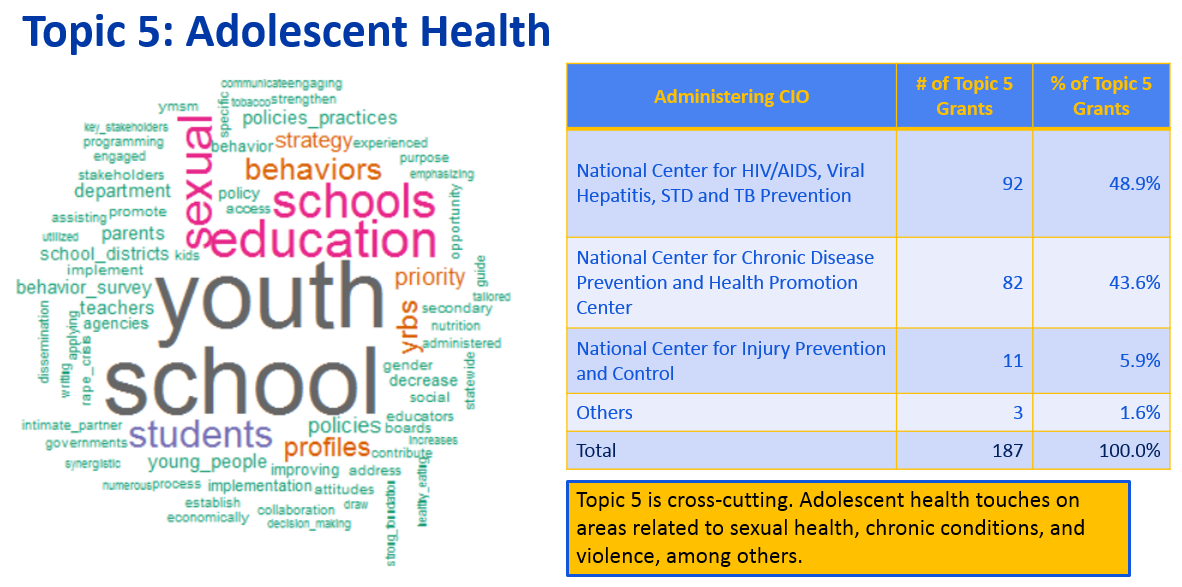 Topic 5: Adolescent Health
communicateengaging
ymsm
specific
tobacco strengthen
policies_practices
key_stakeholders
sexual
programming
behavior strategy experienced
engaged
behaviors
purpose
stakeholders
emphasizing
department
policy
schools
access
assisting promote
opportunity
utilized
parents
education
school_districts kids
implement
priority
guide
behavior_survey
youth
tailored
teachers
secondary
dissemination
applying
agencies
yrbs
nutrition
administered
writing
rape_crisis
school
gender
decrease
statewide
social
educators
intimate_partner
students
policies boards
governments
profiles
increases
contribute
synergistic
young_people
improving address
healthy_eating
numerous process implementation attitudes
establish
draw
collaboration
strong_foundation
economically
decision_making
Administering CIO
# of Topic 5
Grants
% of Topic 5
Grants
National Center for HIV/AIDS, Viral
Hepatitis, STD and TB Prevention
92
48.9%
National Center for Chronic Disease
Prevention and Health Promotion
Center
82
43.6%
National Center for Injury Prevention
and Control
11
5.9%
Others
3
1.6%
Total
187
100.0%
Topic 5 is cross-cutting. Adolescent health touches on
areas related to sexual health, chronic conditions, and
violence, among others.